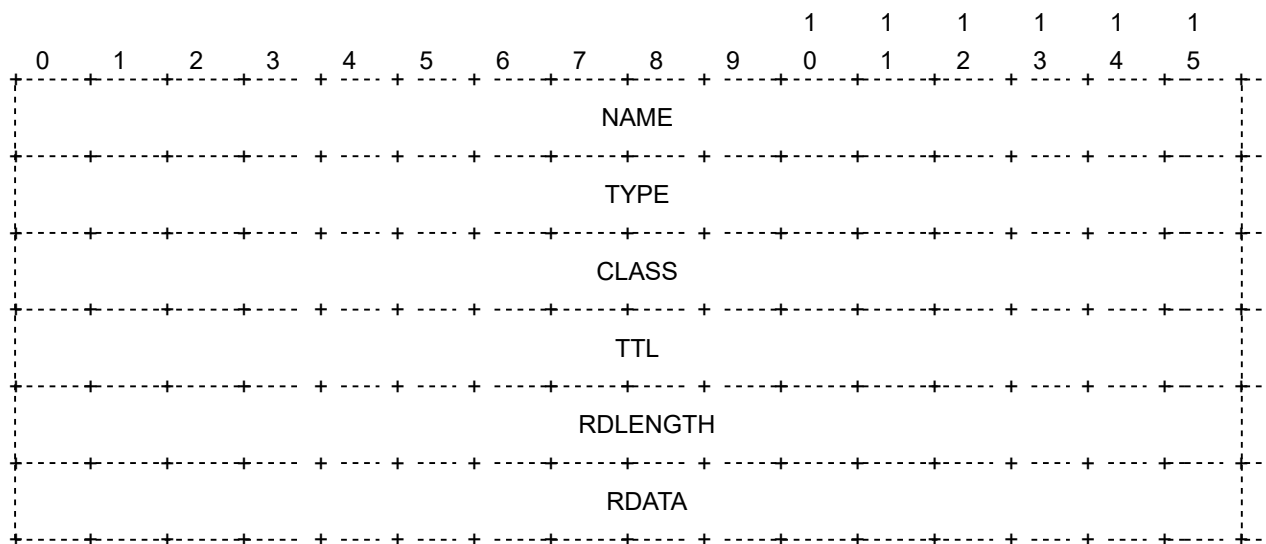 1 1 1 1 1 1
0 1 2 3 4 5 6 7 8 9 0 1 2 3 4 5
NAME
TYPE
CLASS
TTL
RDLENGTH
RDATA